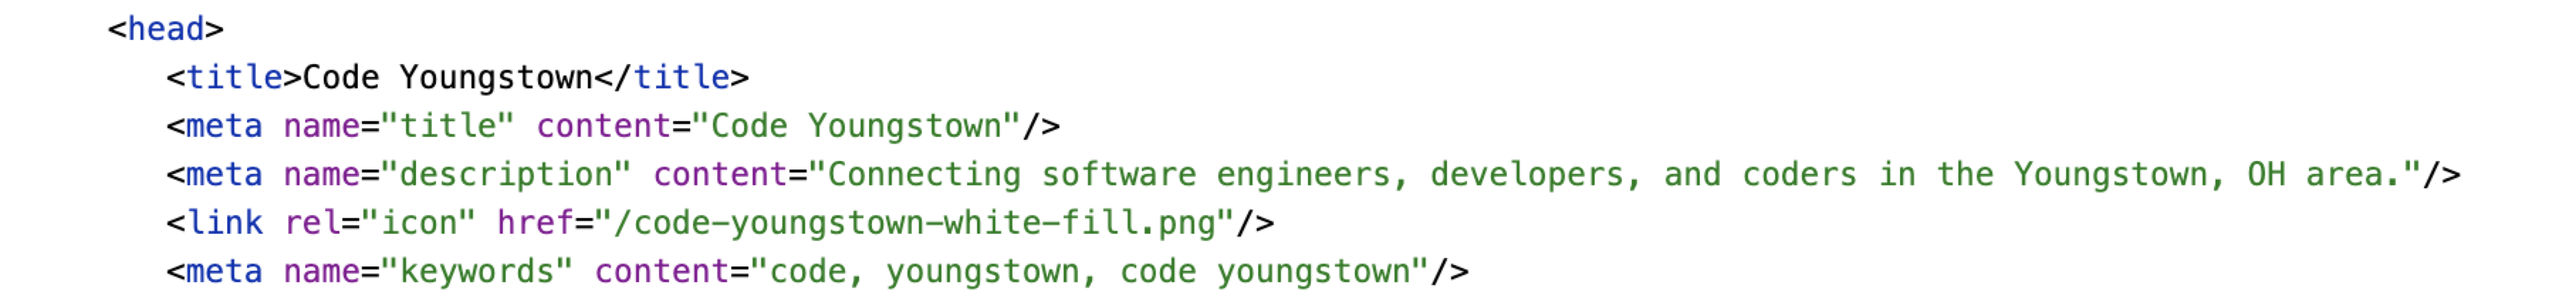 <head>
<title>Code Youngstown</title>
<meta name="title" content="Code Youngstown"/>
<meta name="description" content="Connecting software engineers, developers, and coders in the Youngstown, OH area."/>
<link rel="icon" href="/code-youngstown-white-fill.png"/>
<meta name="keywords" content="code, youngstown, code youngstown"/>